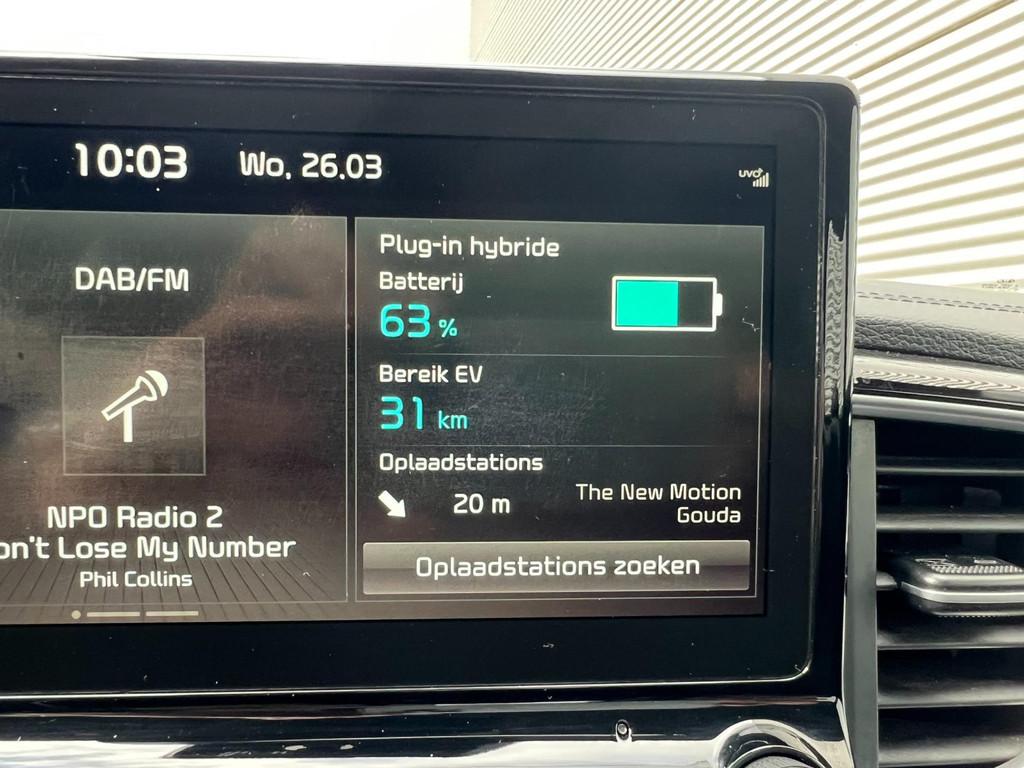 10:03 Wo, 26.03
UVO
DAB/FM
NPO Radio 2
on't Lose My Number
Phil Collins
Plug-in hybride
Batterij
63 %
Bereik EV
31 km
Oplaadstations
20 m
The New Motion
Gouda
Oplaadstations zoeken